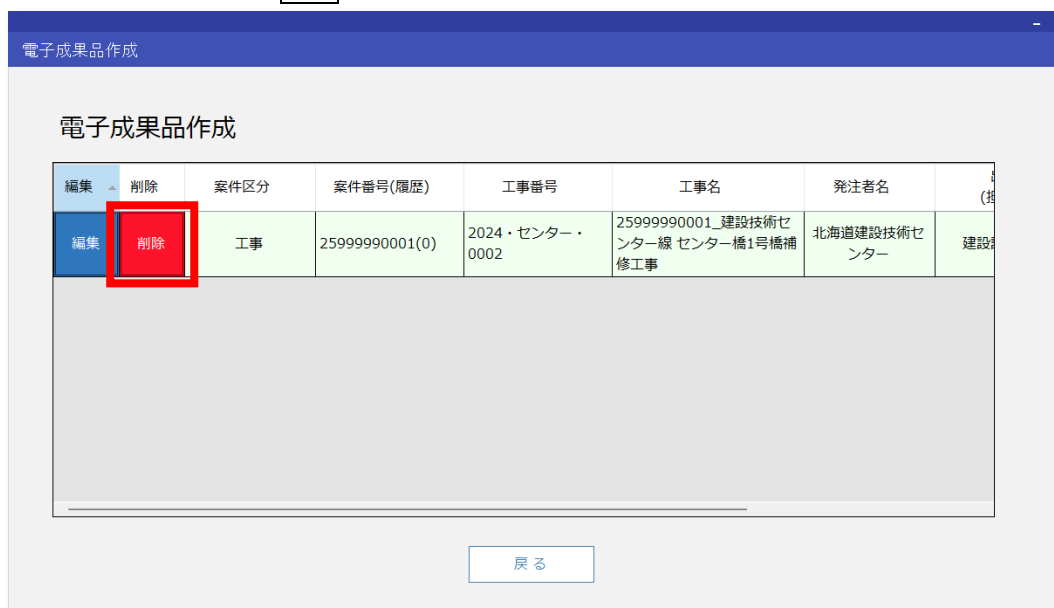 電子成果品作成
電子成果品作成
編集 削除 案件区分 案件番号(履歴) 工事番号 工事名 発注者名
編集 削除 工事 25999990001(0) 2024・センター・
0002 25999990001_建設技術セ
ンター線 センター橋1号橋補
修工事 北海道建設技術セ
ンター 建設
戻る